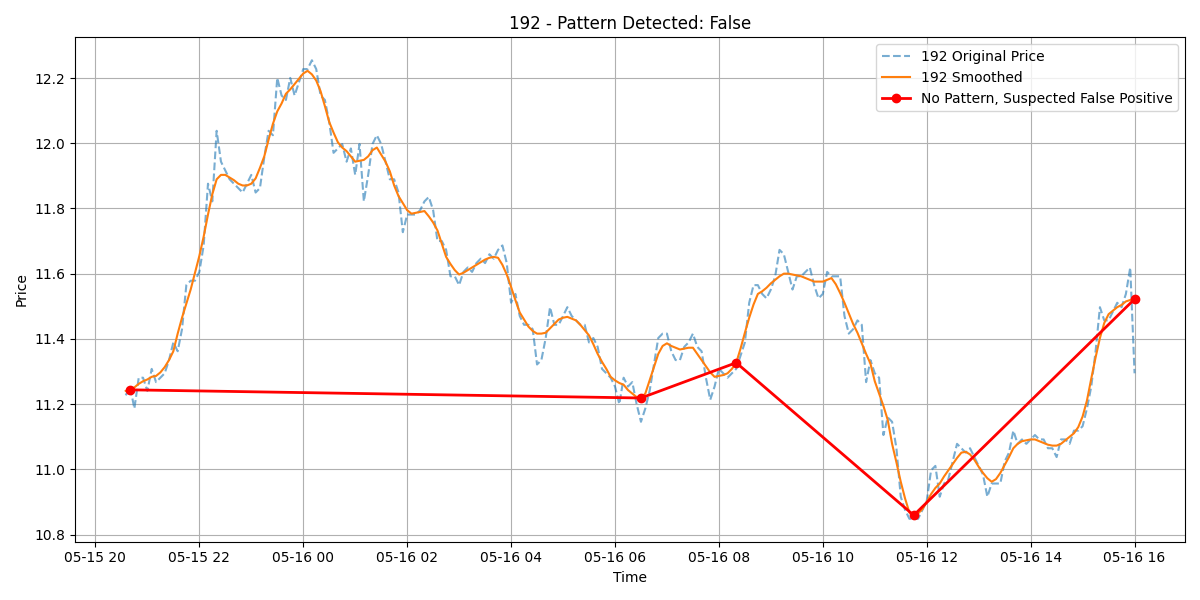 192 - Pattern Detected: False
192 Original Price
192 Smoothed
No Pattern, Suspected False Positive
Price
12.2
12.0
11.8
11.6
11.4
11.2
11.0
10.8
05-15 20 05-15 22 05-16 00 05-16 02 05-16 04 05-16 06 05-16 08 05-16 10 05-16 12 05-16 14 05-16 16
Time